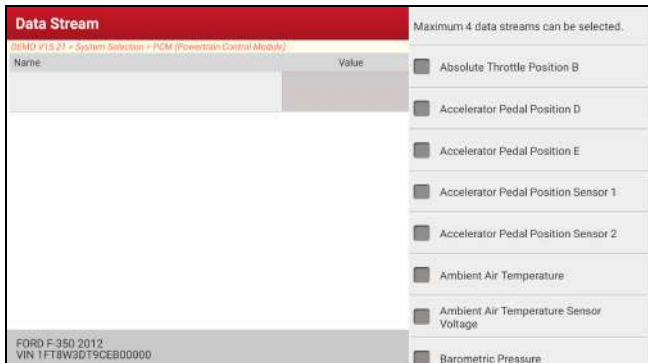 Data Stream
DEMO V15.21 > System Selection > PCM (Powertrain Control Module)
Name Value
FORD F-350 2012
VIN 1FT8W3DT9CEB00000
Maximum 4 data streams can be selected.
Absolute Throttle Position B
Accelerator Pedal Position D
Accelerator Pedal Position E
Accelerator Pedal Position Sensor 1
Accelerator Pedal Position Sensor 2
Ambient Air Temperature
Ambient Air Temperature Sensor
Voltage
Barometric Pressure